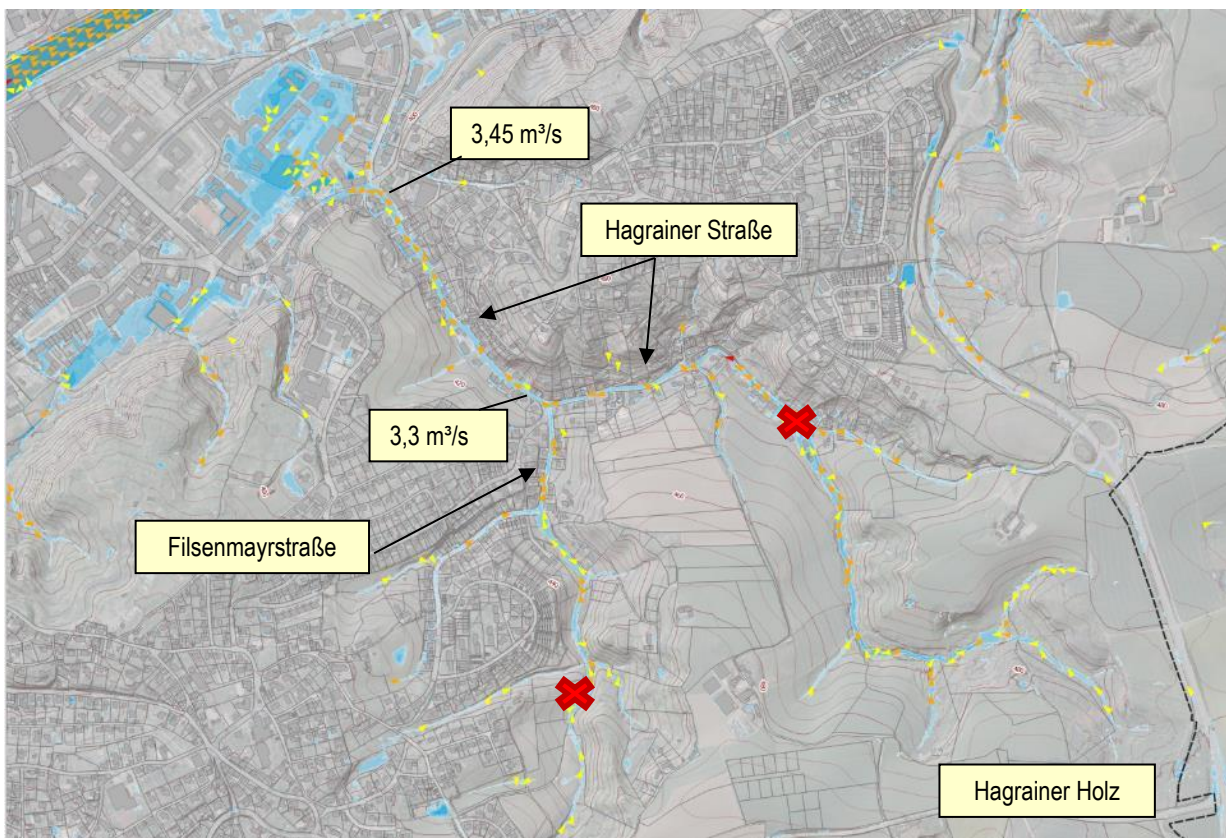 3,45 m³/s
Hagrainer Straße
3,3 m³/s
Filsenmayrstraße
Hagrainer Holz